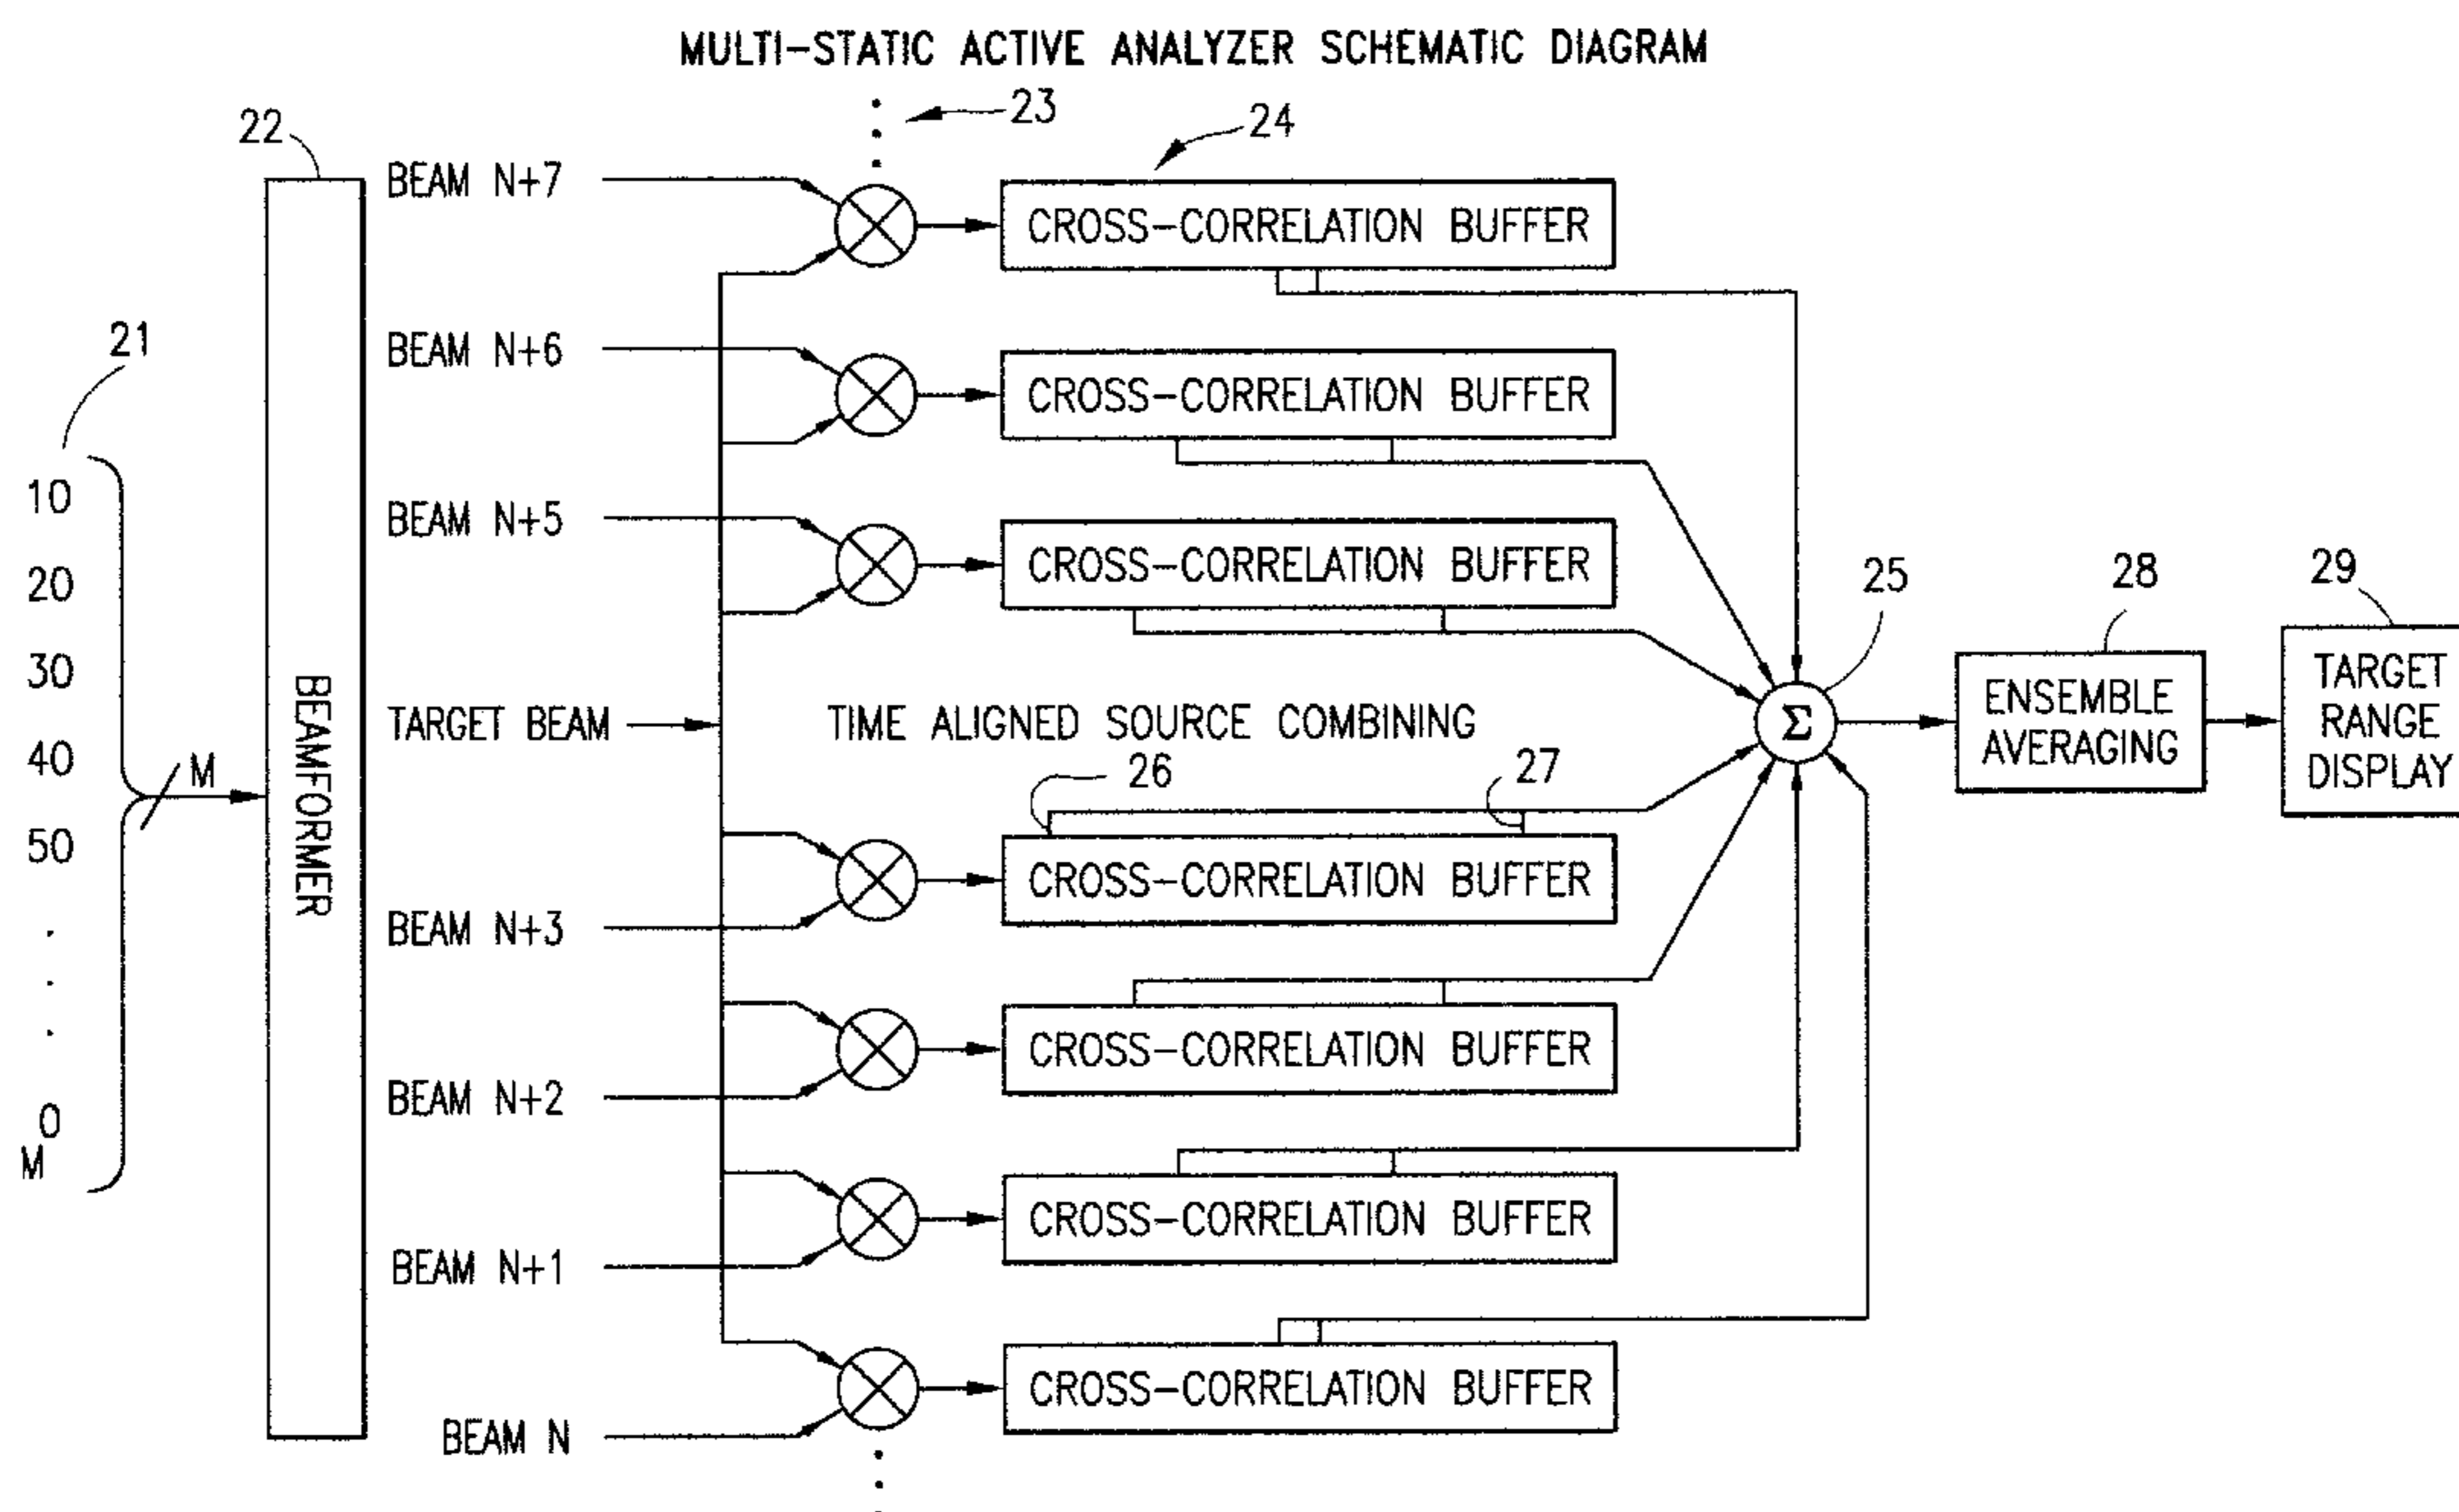 MULTI-STATIC ACTIVE ANALYZER SCHEMATIC DIAGRAM
23
22
24
BEAM N+7
CROSS-CORRELATION BUFFER
21
BEAM N+6
CROSS-CORRELATION BUFFER
10
BEAM N+5
CROSS-CORRELATION BUFFER
20
25
28
29
30
BEAMFORMER
TARGET BEAM
TIME ALIGNED SOURCE COMBINING
Σ
ENSEMBLE
AVERAGING
TARGET
RANGE
DISPLAY
40
M
26
27
50
CROSS-CORRELATION BUFFER
BEAM N+3
CROSS-CORRELATION BUFFER
BEAM N+2
0
M
CROSS-CORRELATION BUFFER
BEAM N+1
CROSS-CORRELATION BUFFER
BEAM N